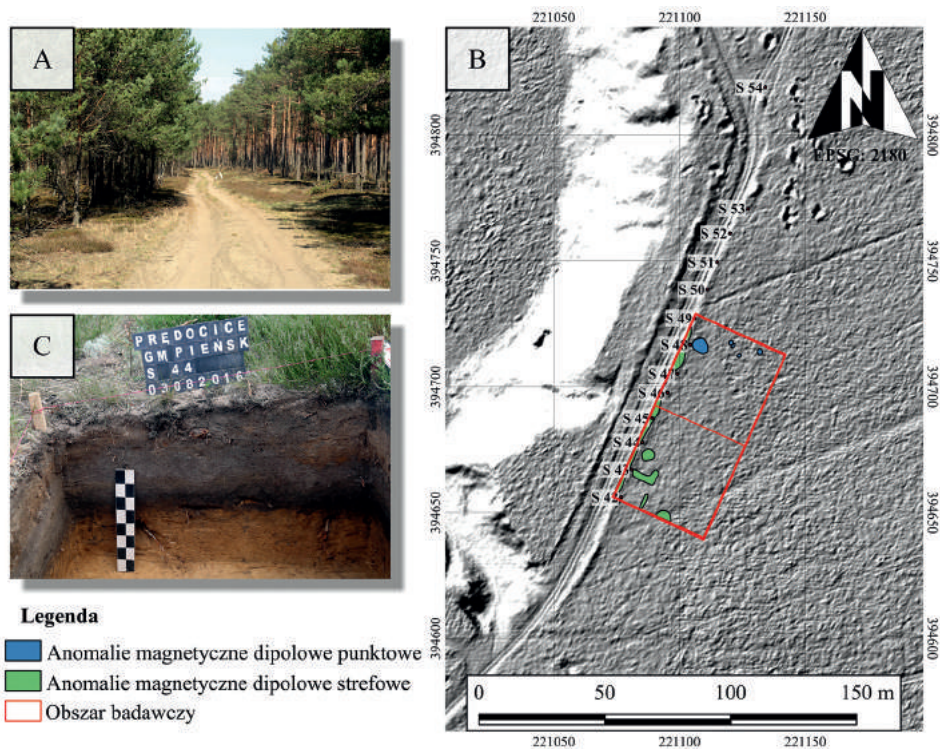 A
C
PRĘDOCICE
GM PIEŃSK
S 44
03082016
Legenda
Anomalie magnetyczne dipolowe punktowe
Anomalie magnetyczne dipolowe strefowe
Obszar badawczy
B
221050 221100 221150
N
EPSG: 2180
394800 394800
394750 394750
394700 394700
394650 394650
394600 394600
S 54
S 53
S 52
S 51
S 50
S 49
S 48
S 47
S 46
S 45
S 44
S 43
S 42
0 50 100 150 m
221050 221100 221150